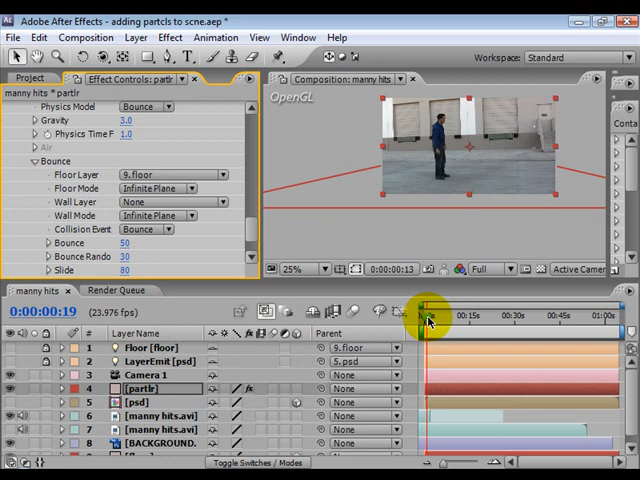 Adobe After Effects - adding partcls to scne.aep *
File Edit Composition Layer Effect Animation View Window Help
Workspace: Standard
Project Effect Controls: partlr
Composition: manny hits
manny hits * partlr
OpenGL
Conta
Physics Model Bounce
Gravity 3.0
Physics Time F 1.0
Air
Bounce
Floor Layer 9. floor
Floor Mode Infinite Plane
Wall Layer None
Wall Mode Infinite Plane
Collision Event Bounce
Bounce 50
Bounce Rando 30
Slide 80
25% 0:00:00:13 Full Active Camer
manny hits Render Queue
0:00:00:19 (23.976 fps)
00:15s 00:30s 00:45s 01:00s
# Layer Name Parent
1 Floor [floor] 9.floor
2 LayerEmit [psd] 5.psd
3 Camera 1 None
4 [partlr] None
5 [psd] None
6 [manny hits.avi] None
7 [manny hits.avi] None
8 [BACKGROUND. None
Toggle Switches / Modes